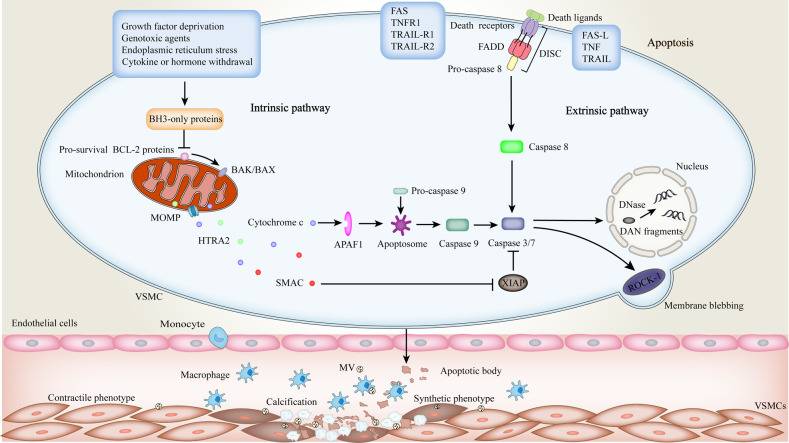 Growth factor deprivation
Genotoxic agents
Endoplasmic reticulum stress
Cytokine or hormone withdrawal
FAS
TNFR1
TRAIL-R1
TRAIL-R2
Death ligands
Death receptors
FADD
DISC
Pro-caspase 8
FAS-L
TNF
TRAIL
Apoptosis
Intrinsic pathway
Extrinsic pathway
BH3-only proteins
Pro-survival BCL-2 proteins
Caspase 8
Mitochondrion
BAK/BAX
Nucleus
MOMP
HTRA2
Cytochrome c
APAF1
Pro-caspase 9
Apoptosome
Caspase 9
Caspase 3/7
DNase
DAN fragments
SMAC
XIAP
ROCK-1
VSMC
Membrane blebbing
Endothelial cells
Monocyte
Macrophage
MV
Apoptotic body
Contractile phenotype
Calcification
Synthetic phenotype
VSMCs